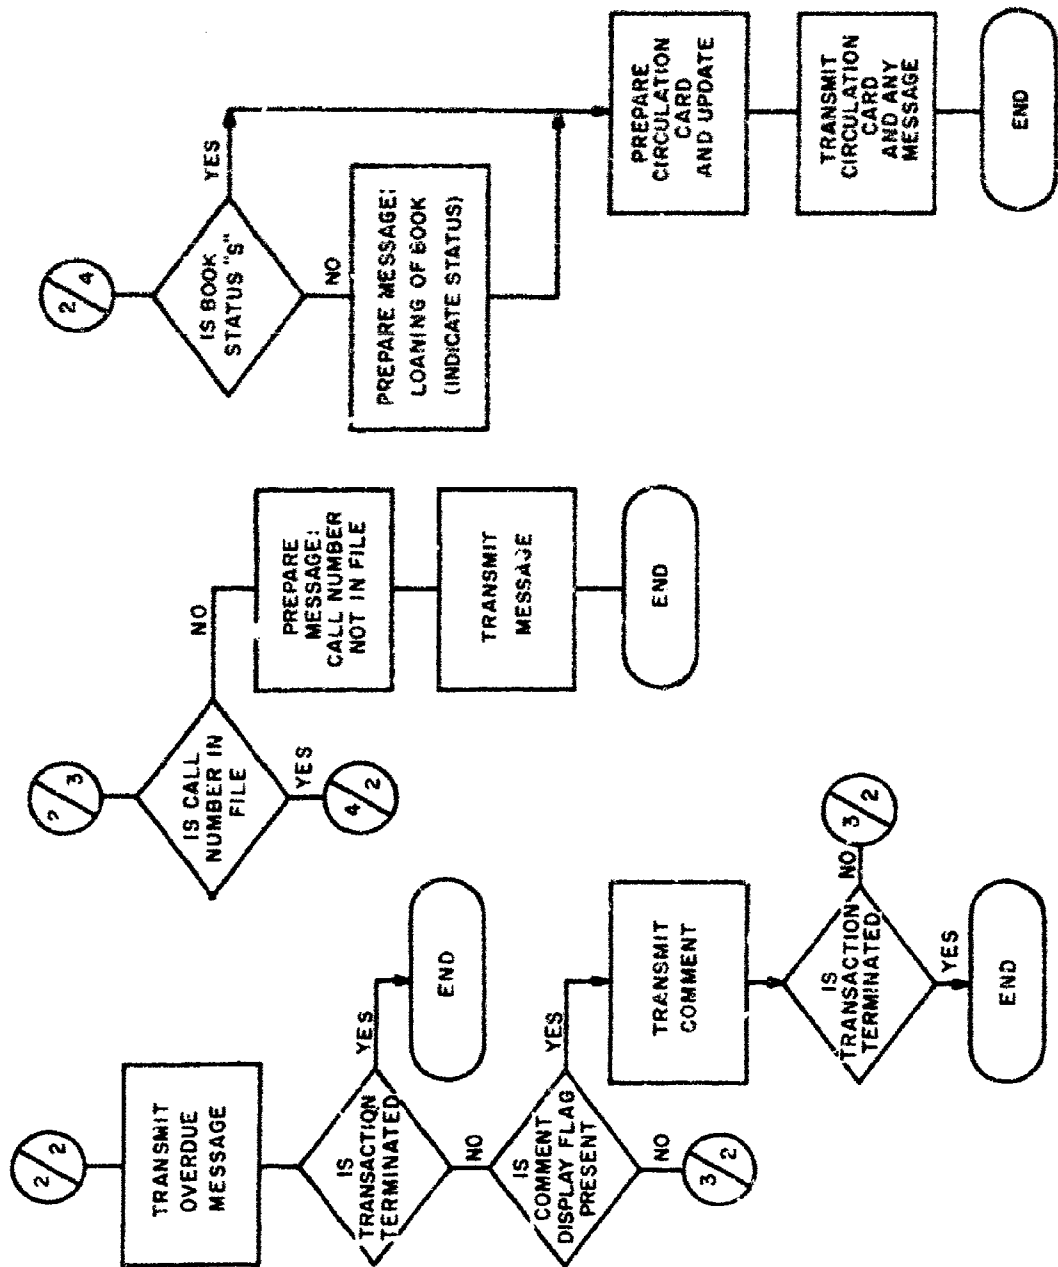 2 2
TRANSMIT
OVERDUE
MESSAGE
IS
TRANSACTION
TERMINATED
YES
END
NO
IS
COMMENT
DISPLAY FLAG
PRESENT
YES
TRANSMIT
COMMENT
IS
TRANSACTION
TERMINATED
NO
3 2
YES
END
NO
3 2
? 3
IS CALL
NUMBER IN
FILE
NO
PREPARE
MESSAGE:
CALL NUMBER
NOT IN FILE
TRANSMIT
MESSAGE
END
YES
4 2
2 4
IS BOOK
STATUS "S"
YES
NO
PREPARE MESSAGE:
LOANING OF BOOK
(INDICATE STATUS)
PREPARE
CIRCULATION
CARD
AND UPDATE
TRANSMIT
CIRCULATION
CARD
AND ANY
MESSAGE
END